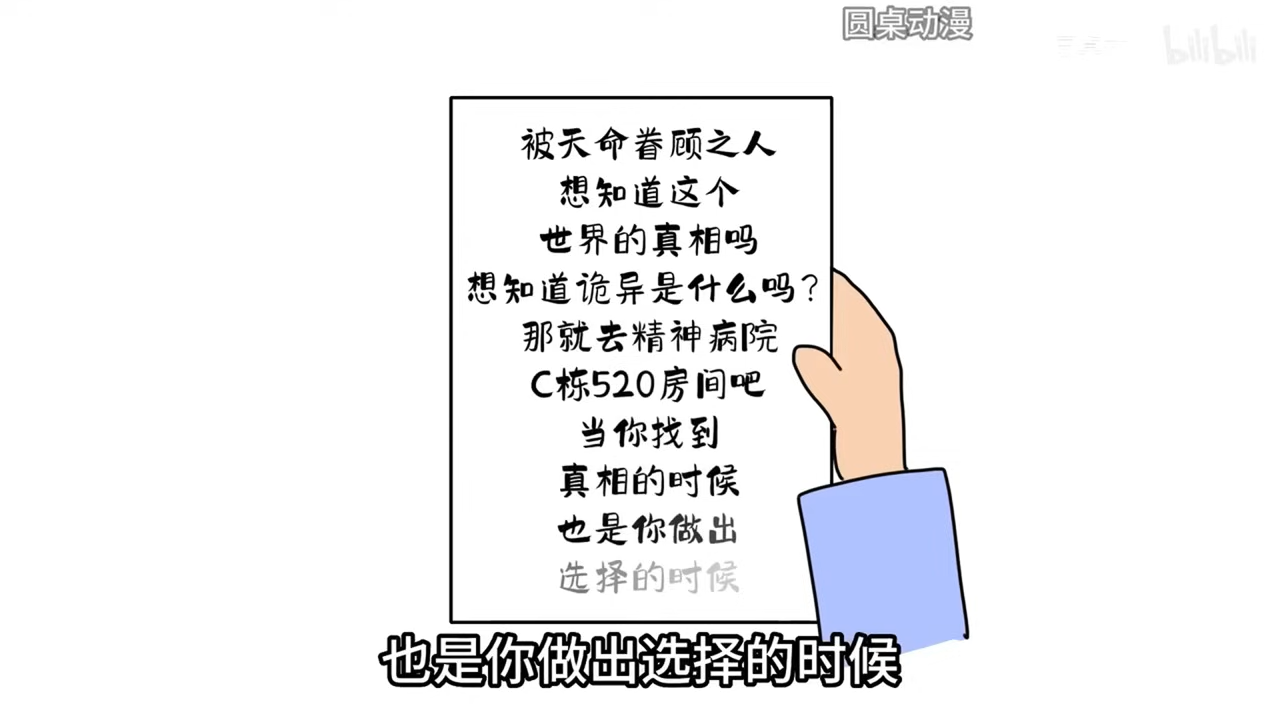 圆桌动漫
bilibili
被天命眷顾之人
想知道这个
世界的真相吗
想知道诡异是什么吗？
那就去精神病院
C栋520房间吧
当你找到
真相的时候
也是你做出
选择的时候
也是你做出选择的时候